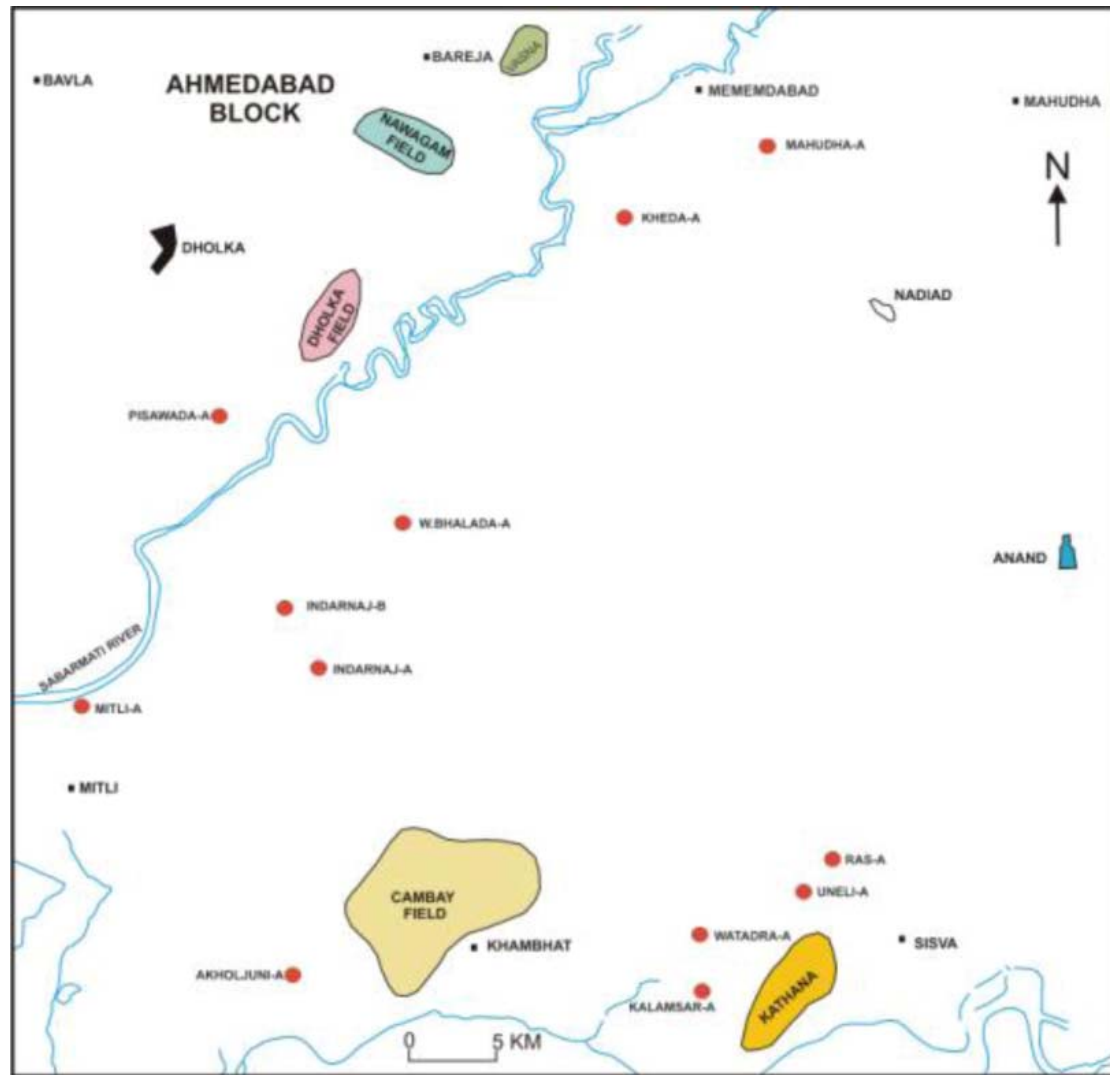 BAREJA
VASNA
BAVLA
AHMEDABAD
BLOCK
MEMEMDABAD
MAHUDHA
NAWAGAM
FIELD
MAHUDHA-A
N
KHEDA-A
DHOLKA
NADIAD
DHOLKA
FIELD
PISAWADA-A
W.BHALADA-A
ANAND
INDARNAJ-B
SABARMATI RIVER
INDARNAJ-A
MITLI-A
MITLI
RAS-A
CAMBAY
FIELD
UNELI-A
WATADRA-A
KHAMBHAT
SISVA
AKHOLJUNI-A
KALAMSAR-A
KATHANA
0 5 KM